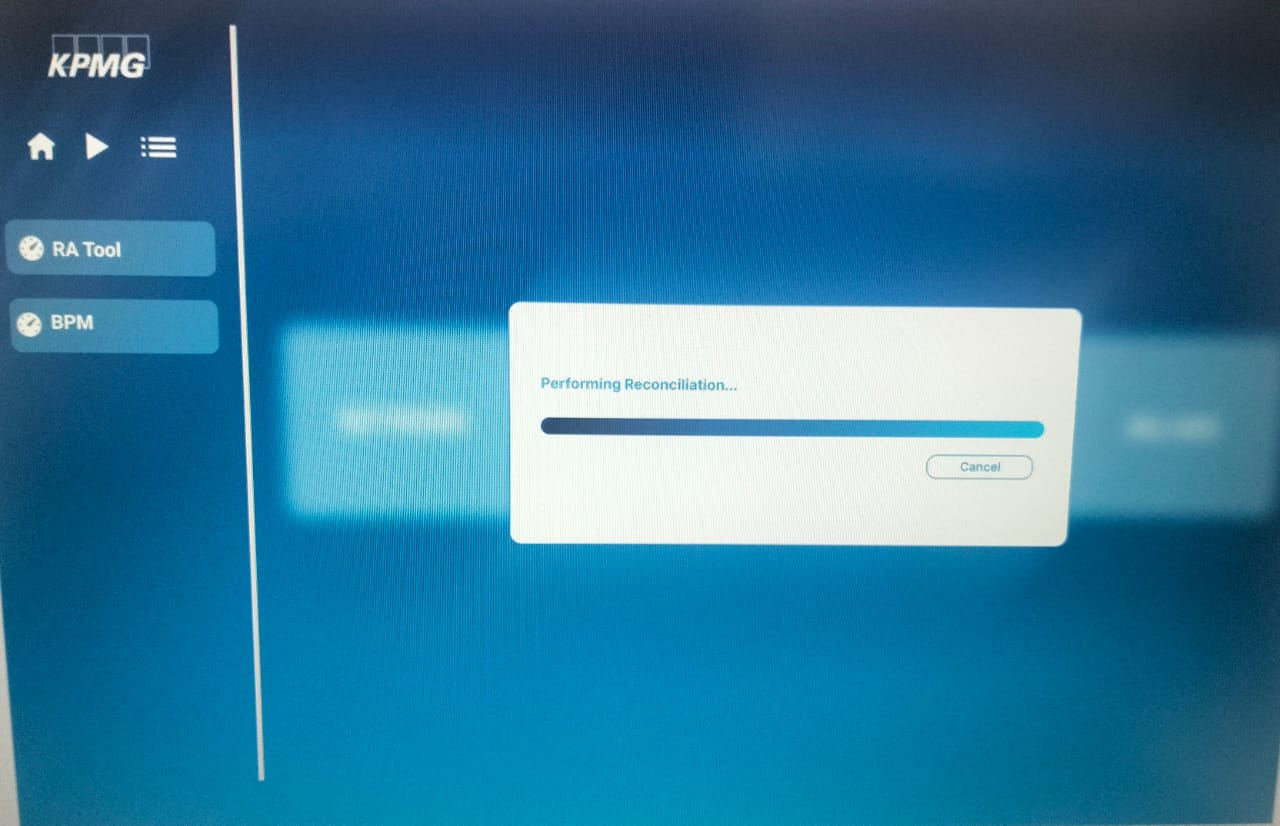 KPMG
RA Tool
BPM
Performing Reconciliation...
Cancel